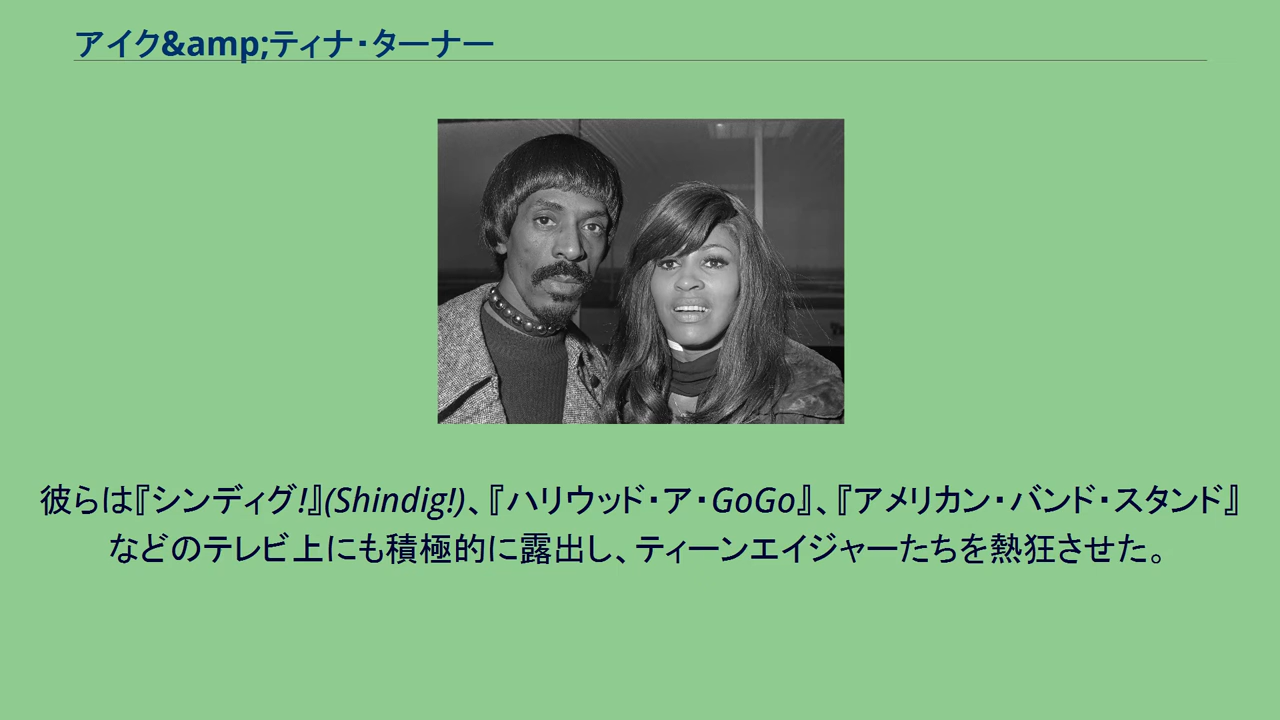 アイク&amp;ティナ・ターナー
彼らは『シンディグ!』(Shindig!)、『ハリウッド・ア・GoGo』、『アメリカン・バンド・スタンド』
などのテレビ上にも積極的に露出し、ティーンエイジャーたちを熱狂させた。